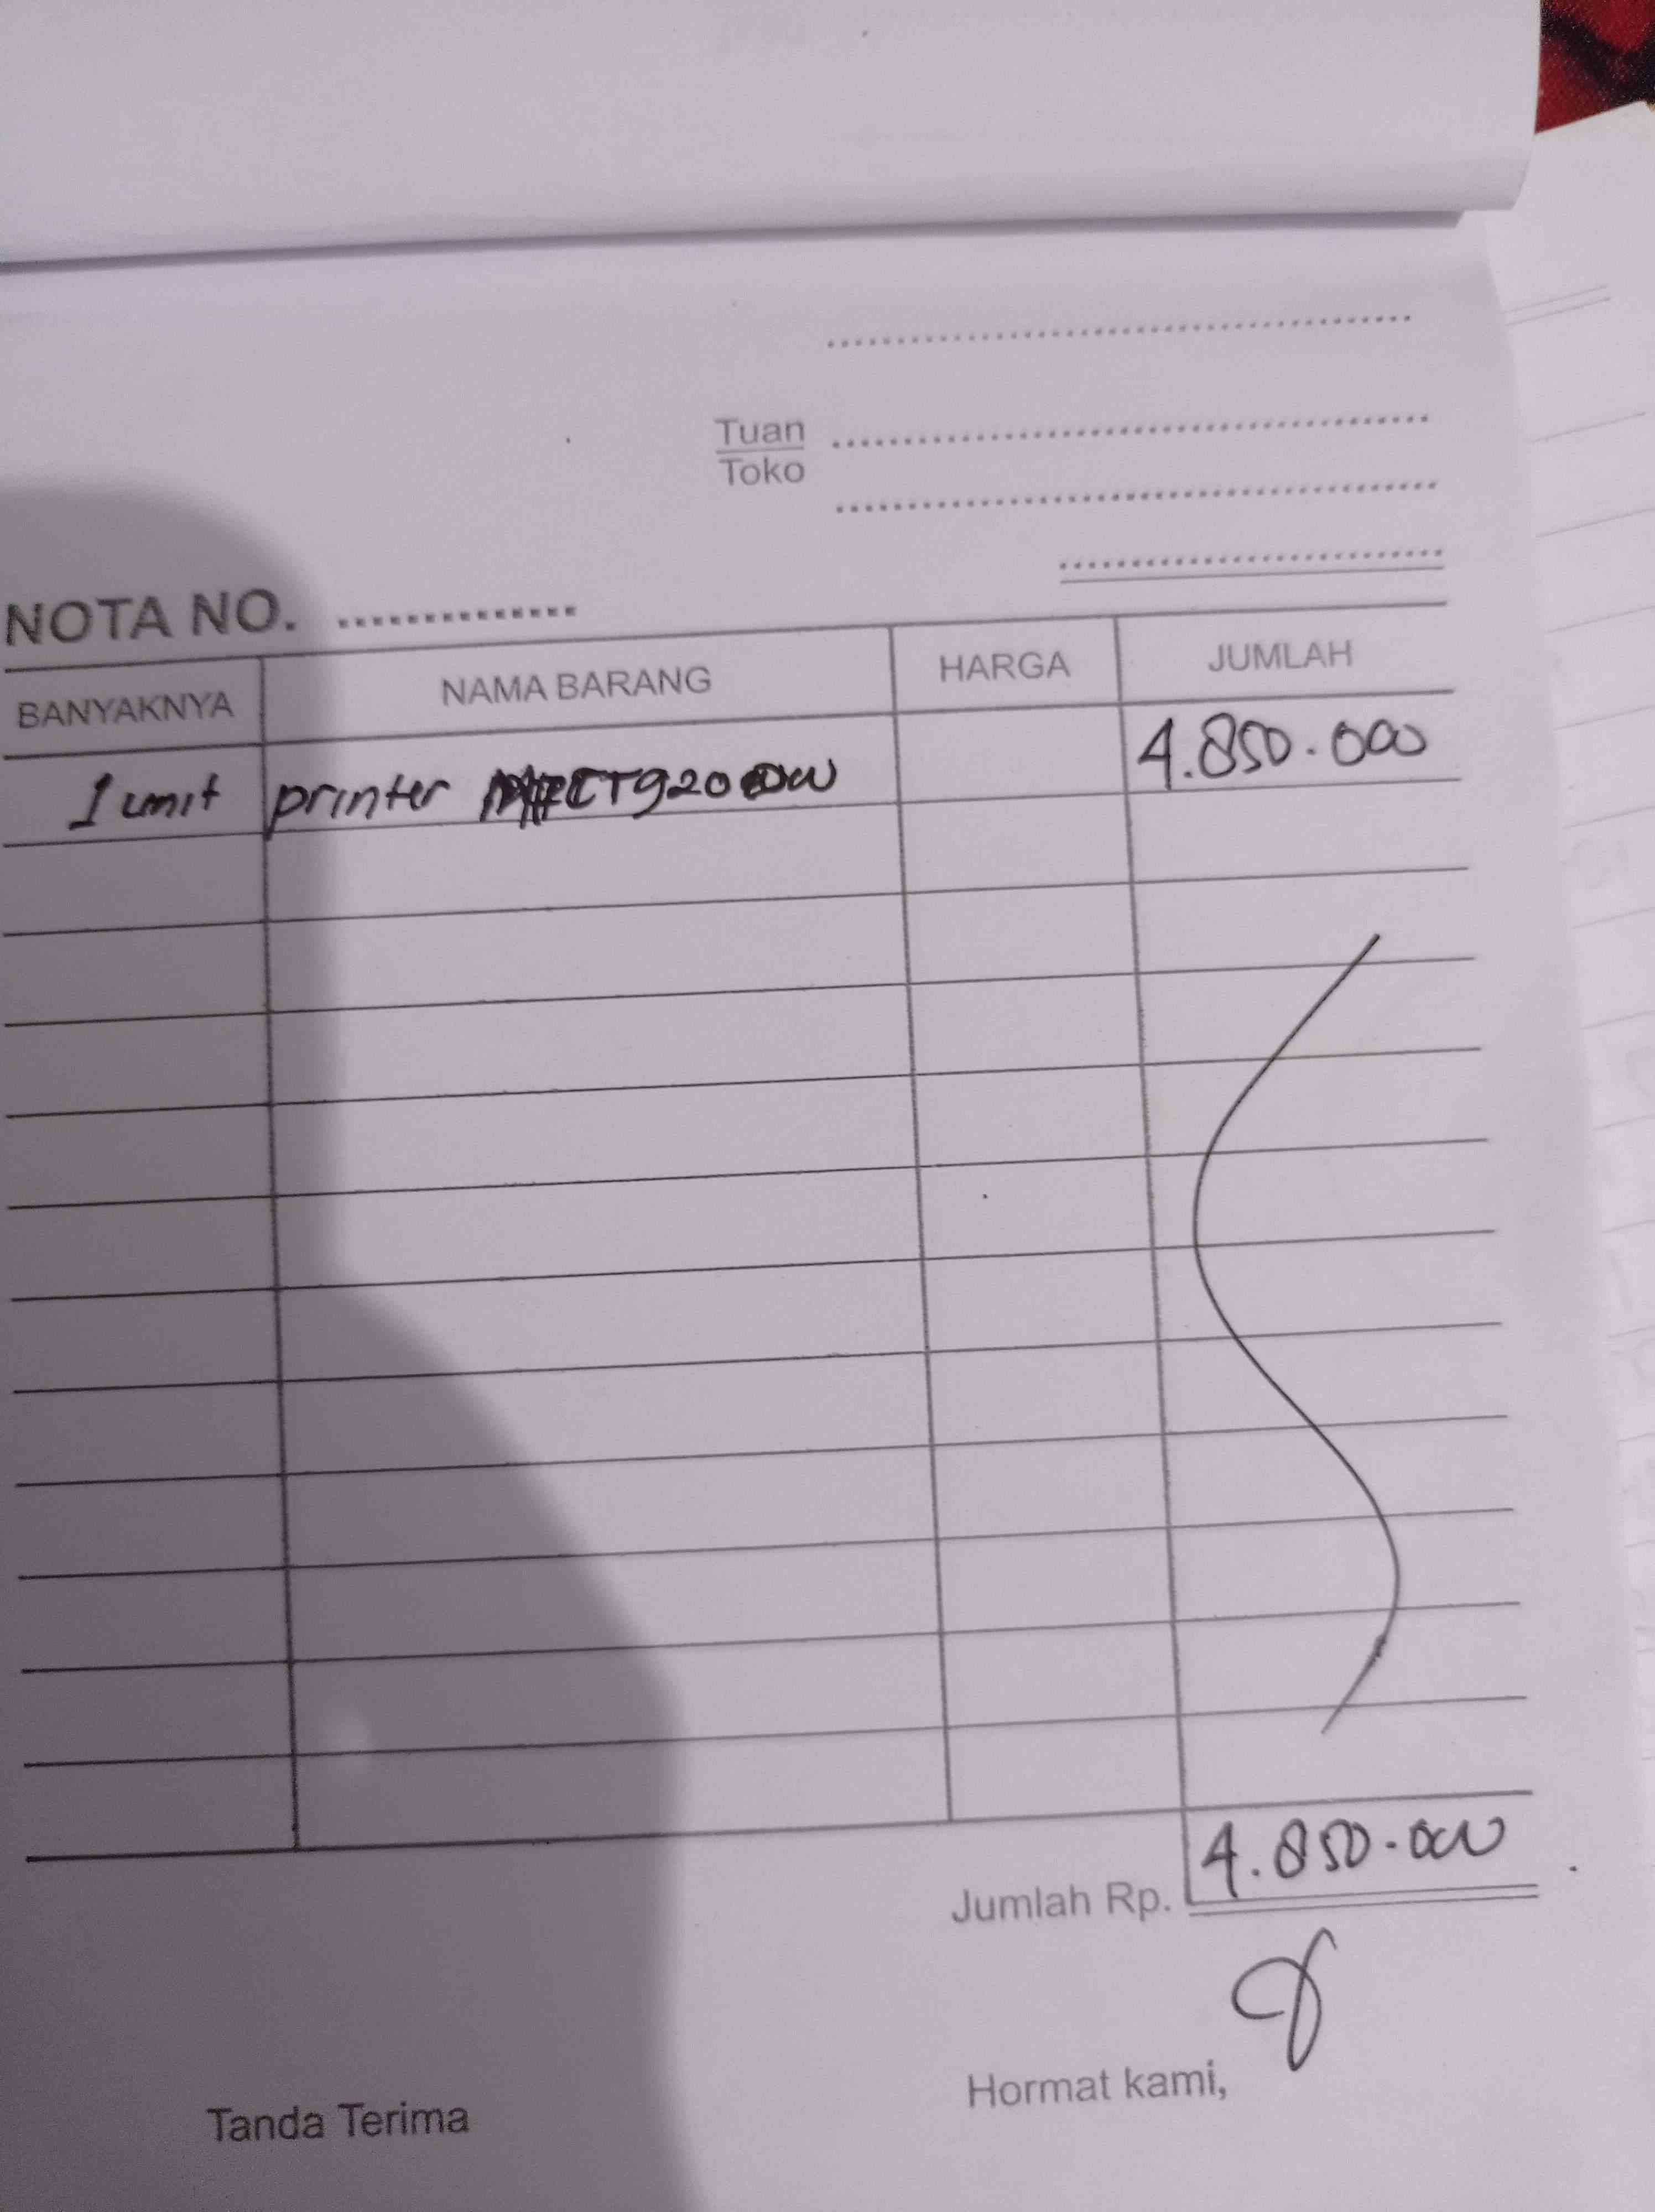 Tuan
Toko
NOTA NO.
BANYAKNYA NAMA BARANG HARGA JUMLAH
1 unit printer 4.850.000
Jumlah Rp. 4.850.000
Tanda Terima Hormat kami,